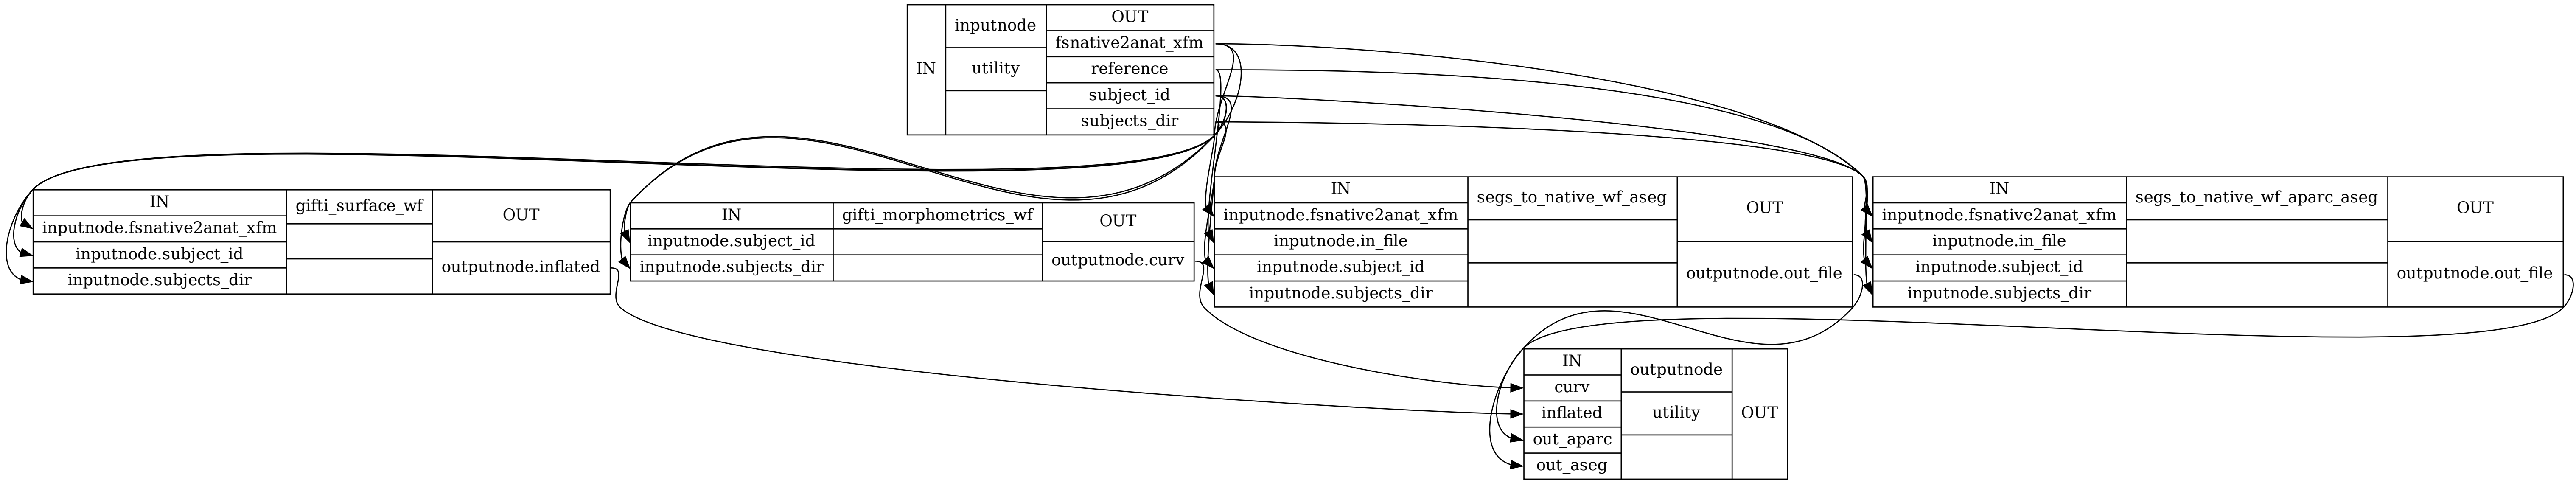 IN
inputnode
utility
OUT
fsnative2anat_xfm
reference
subject_id
subjects_dir
IN
inputnode.fsnative2anat_xfm
inputnode.subject_id
inputnode.subjects_dir
gifti_surface_wf
OUT
outputnode.inflated
IN
inputnode.subject_id
inputnode.subjects_dir
gifti_morphometrics_wf
OUT
outputnode.curv
IN
inputnode.fsnative2anat_xfm
inputnode.in_file
inputnode.subject_id
inputnode.subjects_dir
segs_to_native_wf_aseg
OUT
outputnode.out_file
IN
inputnode.fsnative2anat_xfm
inputnode.in_file
inputnode.subject_id
inputnode.subjects_dir
segs_to_native_wf_aparc_aseg
OUT
outputnode.out_file
IN
curv
inflated
out_aparc
out_aseg
outputnode
utility
OUT